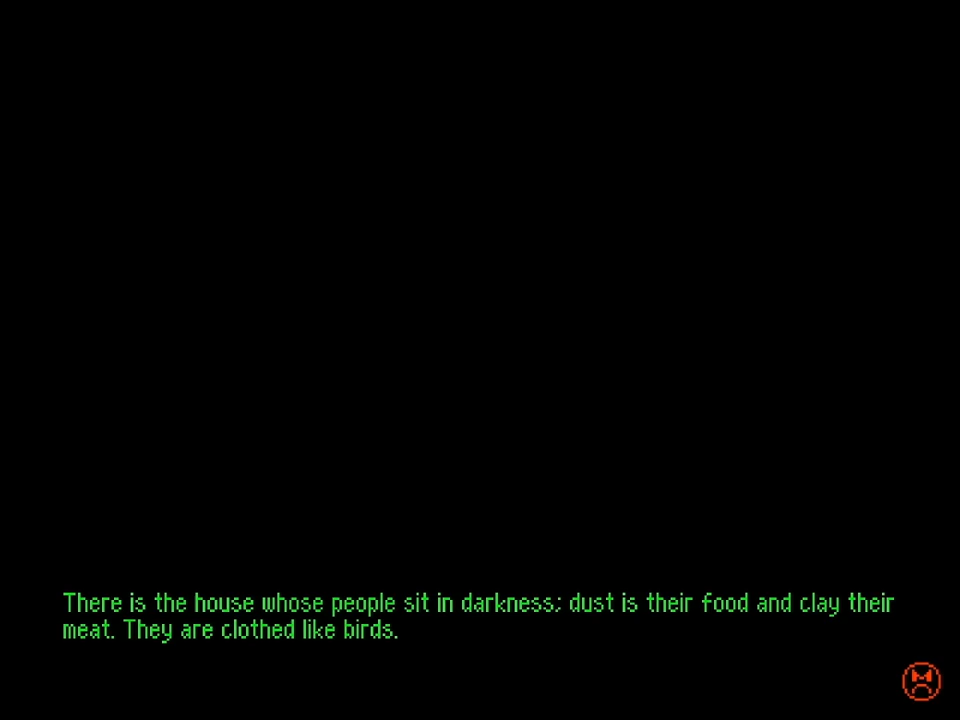 There is the house whose people sit in darkness; dust is their food and clay their
meat. They are clothed like birds.